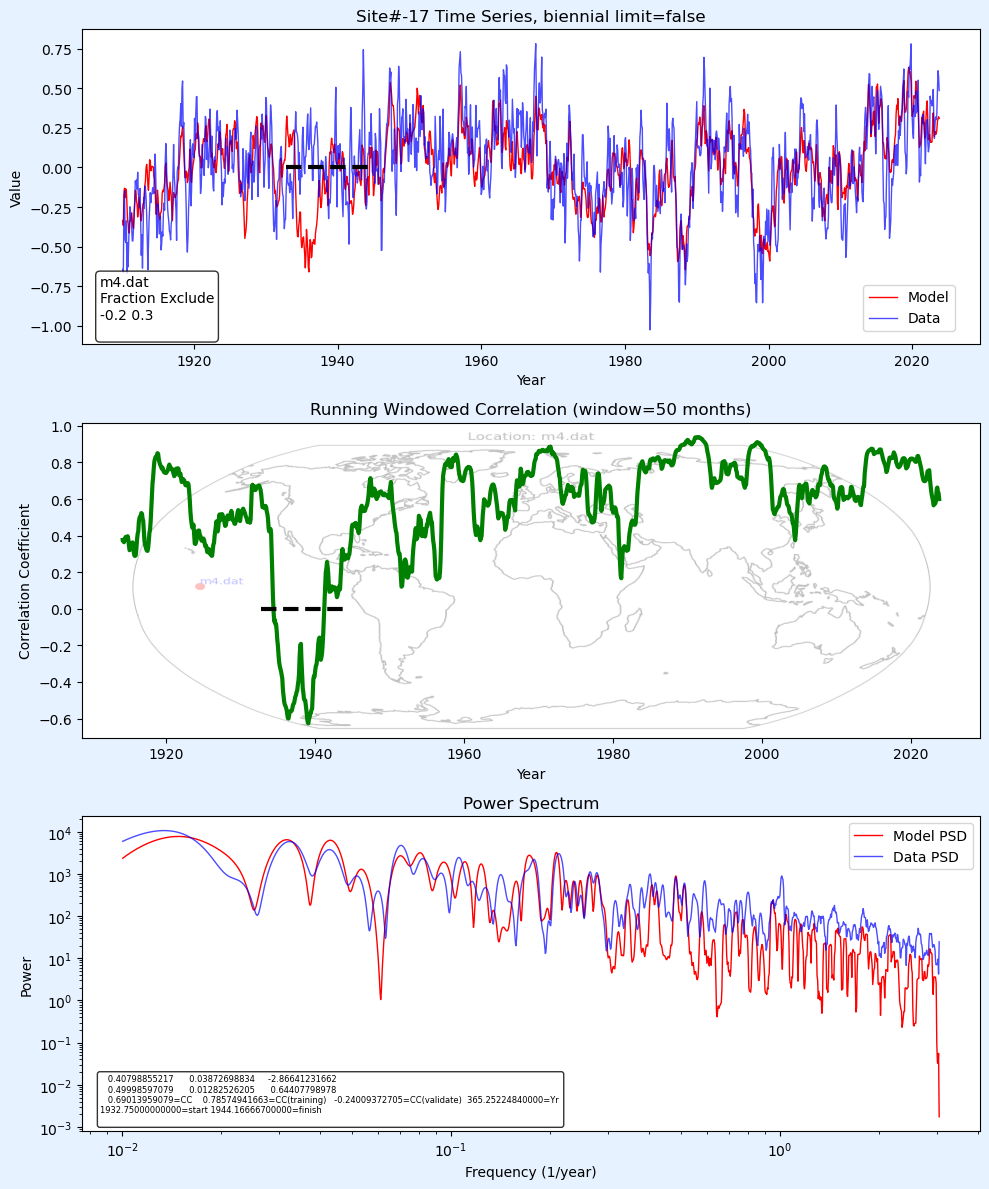 Site#-17 Time Series, biennial limit=false
0.75
0.50
0.25
0.00
−0.25
−0.50
−0.75
−1.00
Value
m4.dat
Fraction Exclude
-0.2 0.3
Model
Data
1920 1940 1960 1980 2000 2020
Year
Running Windowed Correlation (window=50 months)
Location: m4.dat
1.0
0.8
0.6
0.4
0.2
0.0
−0.2
−0.4
−0.6
Correlation Coefficient
m4.dat
1920 1940 1960 1980 2000 2020
Year
Power Spectrum
10^4
10^3
10^2
10^1
10^0
10^−1
10^−2
10^−3
Power
Model PSD
Data PSD
0.40798855217 0.03872698834 -2.86641231662
0.49998597079 0.01282526205 0.64407798978
0.69013959079=CC 0.78574941663=CC(training) -0.24009372705=CC(validate) 365.25224840000=Yr
1932.75000000000=start 1944.16666700000=finish
10^−2 10^−1 10^0
Frequency (1/year)